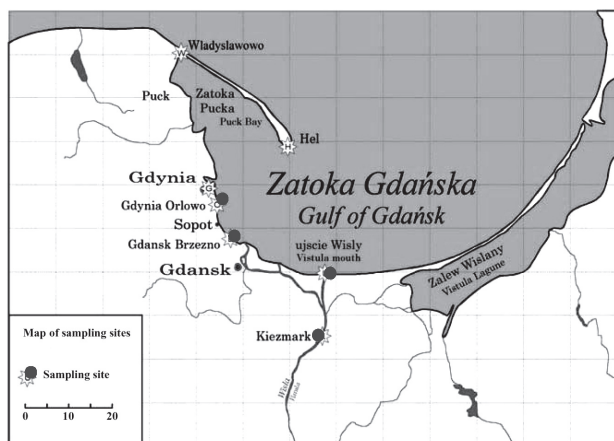 W
Wladyslawowo
Puck
Zatoka
Pucka
Puck Bay
Hel
H
Gdynia
G
Gdynia Orlowo
O
Sopot
Gdansk Brzezno
Gdansk
Zatoka Gdańska
Gulf of Gdańsk
ujscie Wisly
Vistula mouth
Zalew Wislany
Vistula Lagune
Kiezmark
Wisła
Map of sampling sites
Sampling site
0 10 20